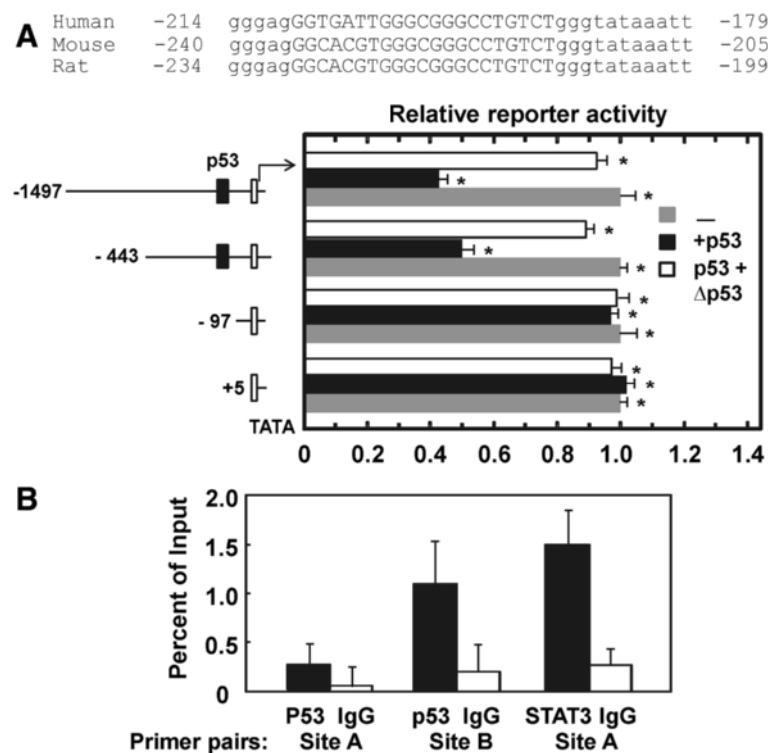 A
Human -214 gggagGGTGATTGGGCGGGCCTGTCTgggtataaatt -179
Mouse -240 gggagGGCACGTGGGCGGGCCTGTCTgggtataaatt -205
Rat -234 gggagGGCACGTGGGCGGGCCTGTCTgggtataaatt -199
Relative reporter activity
p53
-1497
*
*
*
- 443
*
*
*
- 97
*
*
*
+5
*
*
*
—
+p53
p53 +
Δp53
TATA
0 0.2 0.4 0.6 0.8 1.0 1.2 1.4
B
Percent of Input
2.0
1.5
1.0
0.5
0
P53 IgG p53 IgG STAT3 IgG
Primer pairs: Site A Site B Site A